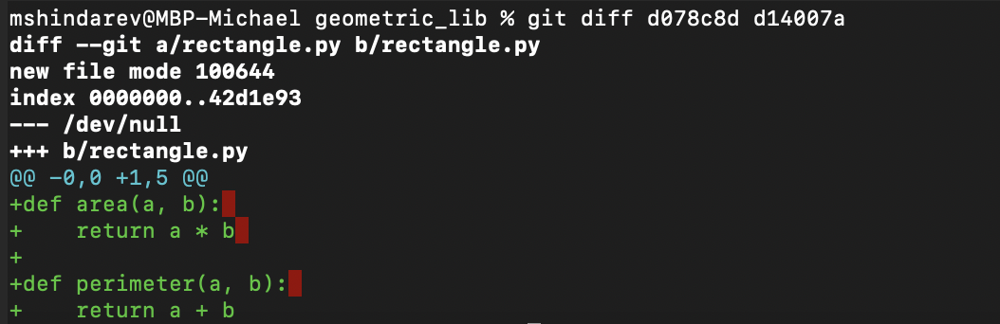 mshindarev@MBP-Michael geometric_lib % git diff d078c8d d14007a
diff --git a/rectangle.py b/rectangle.py
new file mode 100644
index 0000000..42d1e93
--- /dev/null
+++ b/rectangle.py
@@ -0,0 +1,5 @@
+def area(a, b):
+    return a * b
+
+def perimeter(a, b):
+    return a + b